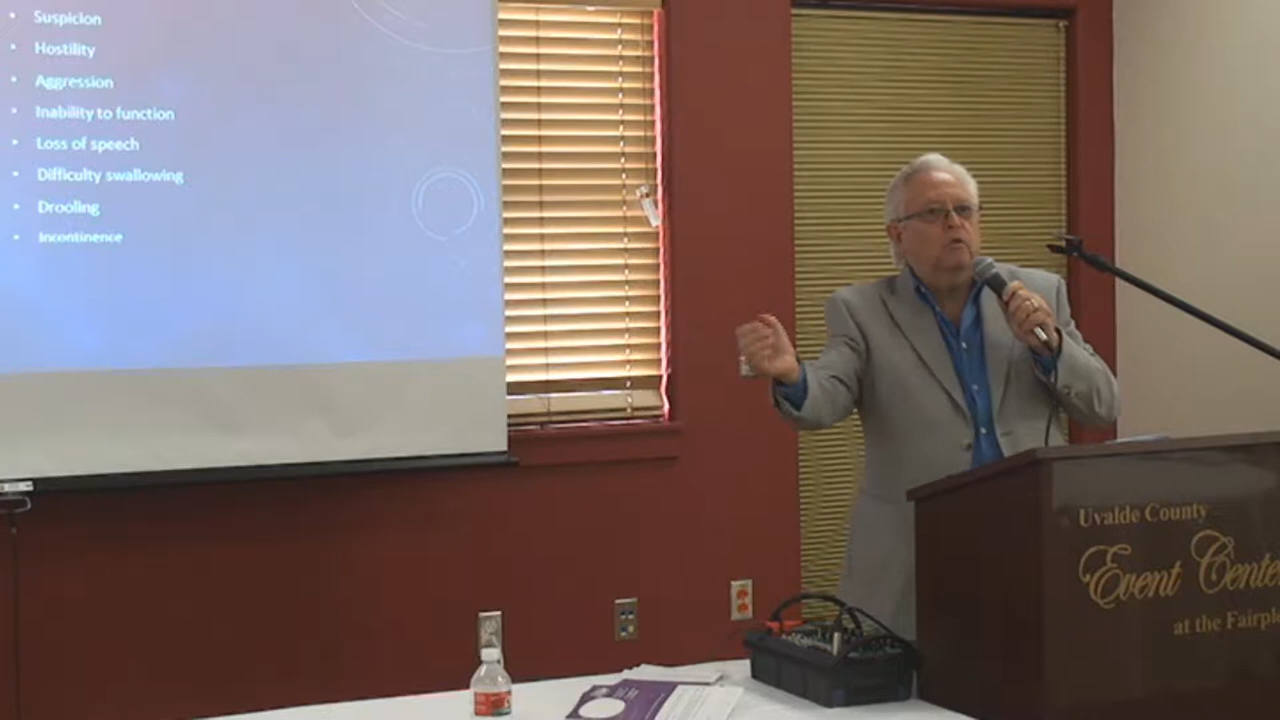 • Suspicion
• Hostility
• Aggression
• Inability to function
• Loss of speech
• Difficulty swallowing
• Drooling
• Incontinence
Uvalde County
Event Cente
at the Fairple